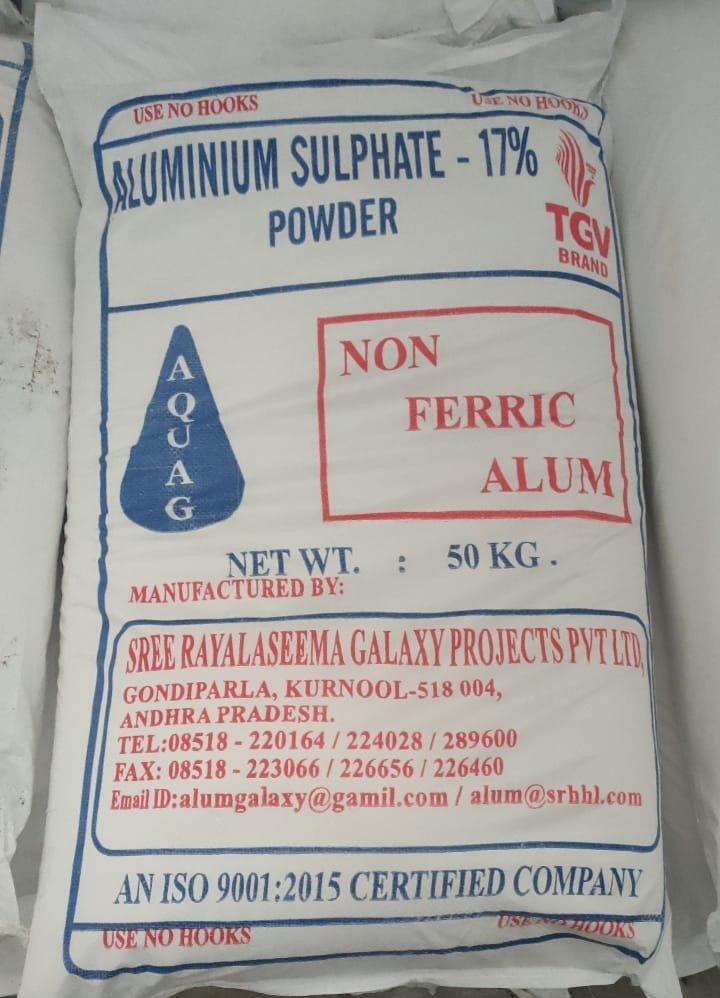 USE NO HOOKS
USE NO HOOKS
ALUMINIUM SULPHATE - 17%
POWDER
TGV
BRAND
AQUAG
NON
FERRIC
ALUM
NET WT. : 50 KG .
MANUFACTURED BY:
SREE RAYALASEEMA GALAXY PROJECTS PVT LTD,
GONDIPARLA, KURNOOL-518 004,
ANDHRA PRADESH.
TEL:08518 - 220164 / 224028 / 289600
FAX: 08518 - 223066 / 226656 / 226460
Email ID:alumgalaxy@gamil.com / alum@srhhl.com
AN ISO 9001:2015 CERTIFIED COMPANY
USE NO HOOKS
USE NO HOOKS